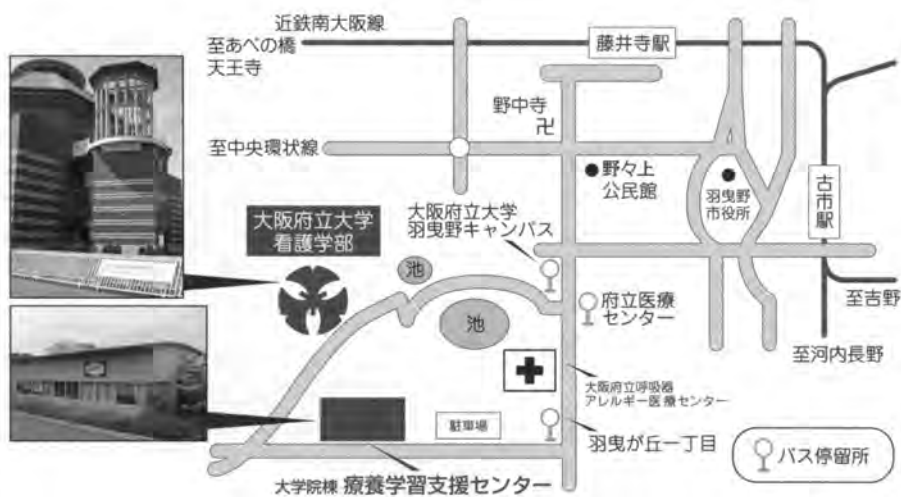 近鉄南大阪線
至あべの橋
天王寺
藤井寺駅
野中寺
卍
至中央環状線
野々上
公民館
羽曳野
市役所
古市駅
大阪府立大学
看護学部
大阪府立大学
羽曳野キャンパス
池
池
府立医療
センター
至吉野
至河内長野
大阪府立呼吸器
アレルギー医療センター
駐車場
羽曳が丘一丁目
バス停留所
大学院棟 療養学習支援センター